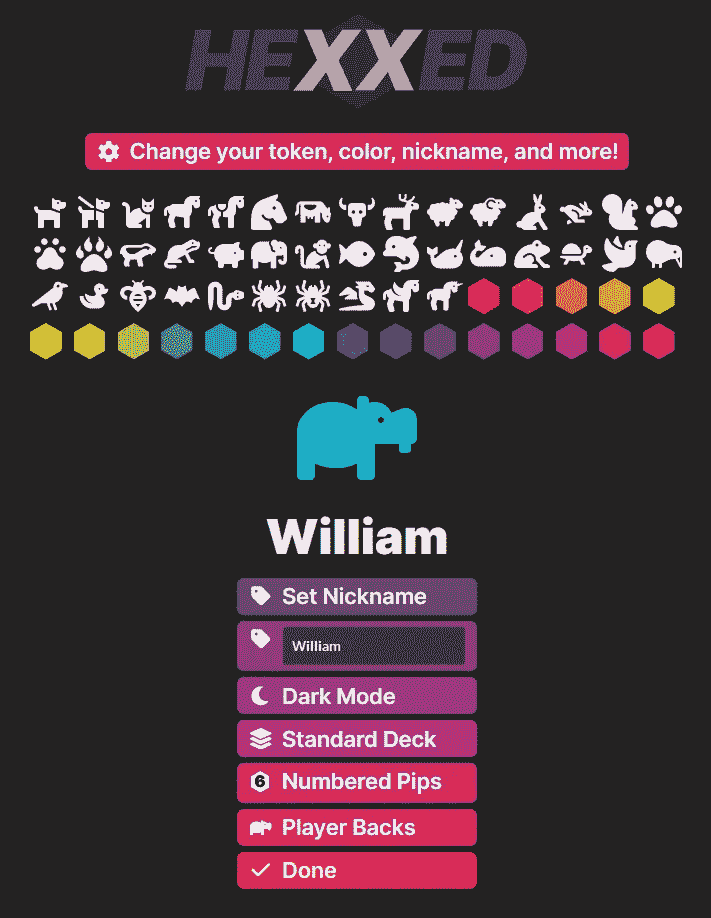 HEXXED
Change your token, color, nickname, and more!
William
Set Nickname
William
Dark Mode
Standard Deck
6 Numbered Pips
Player Backs
Done